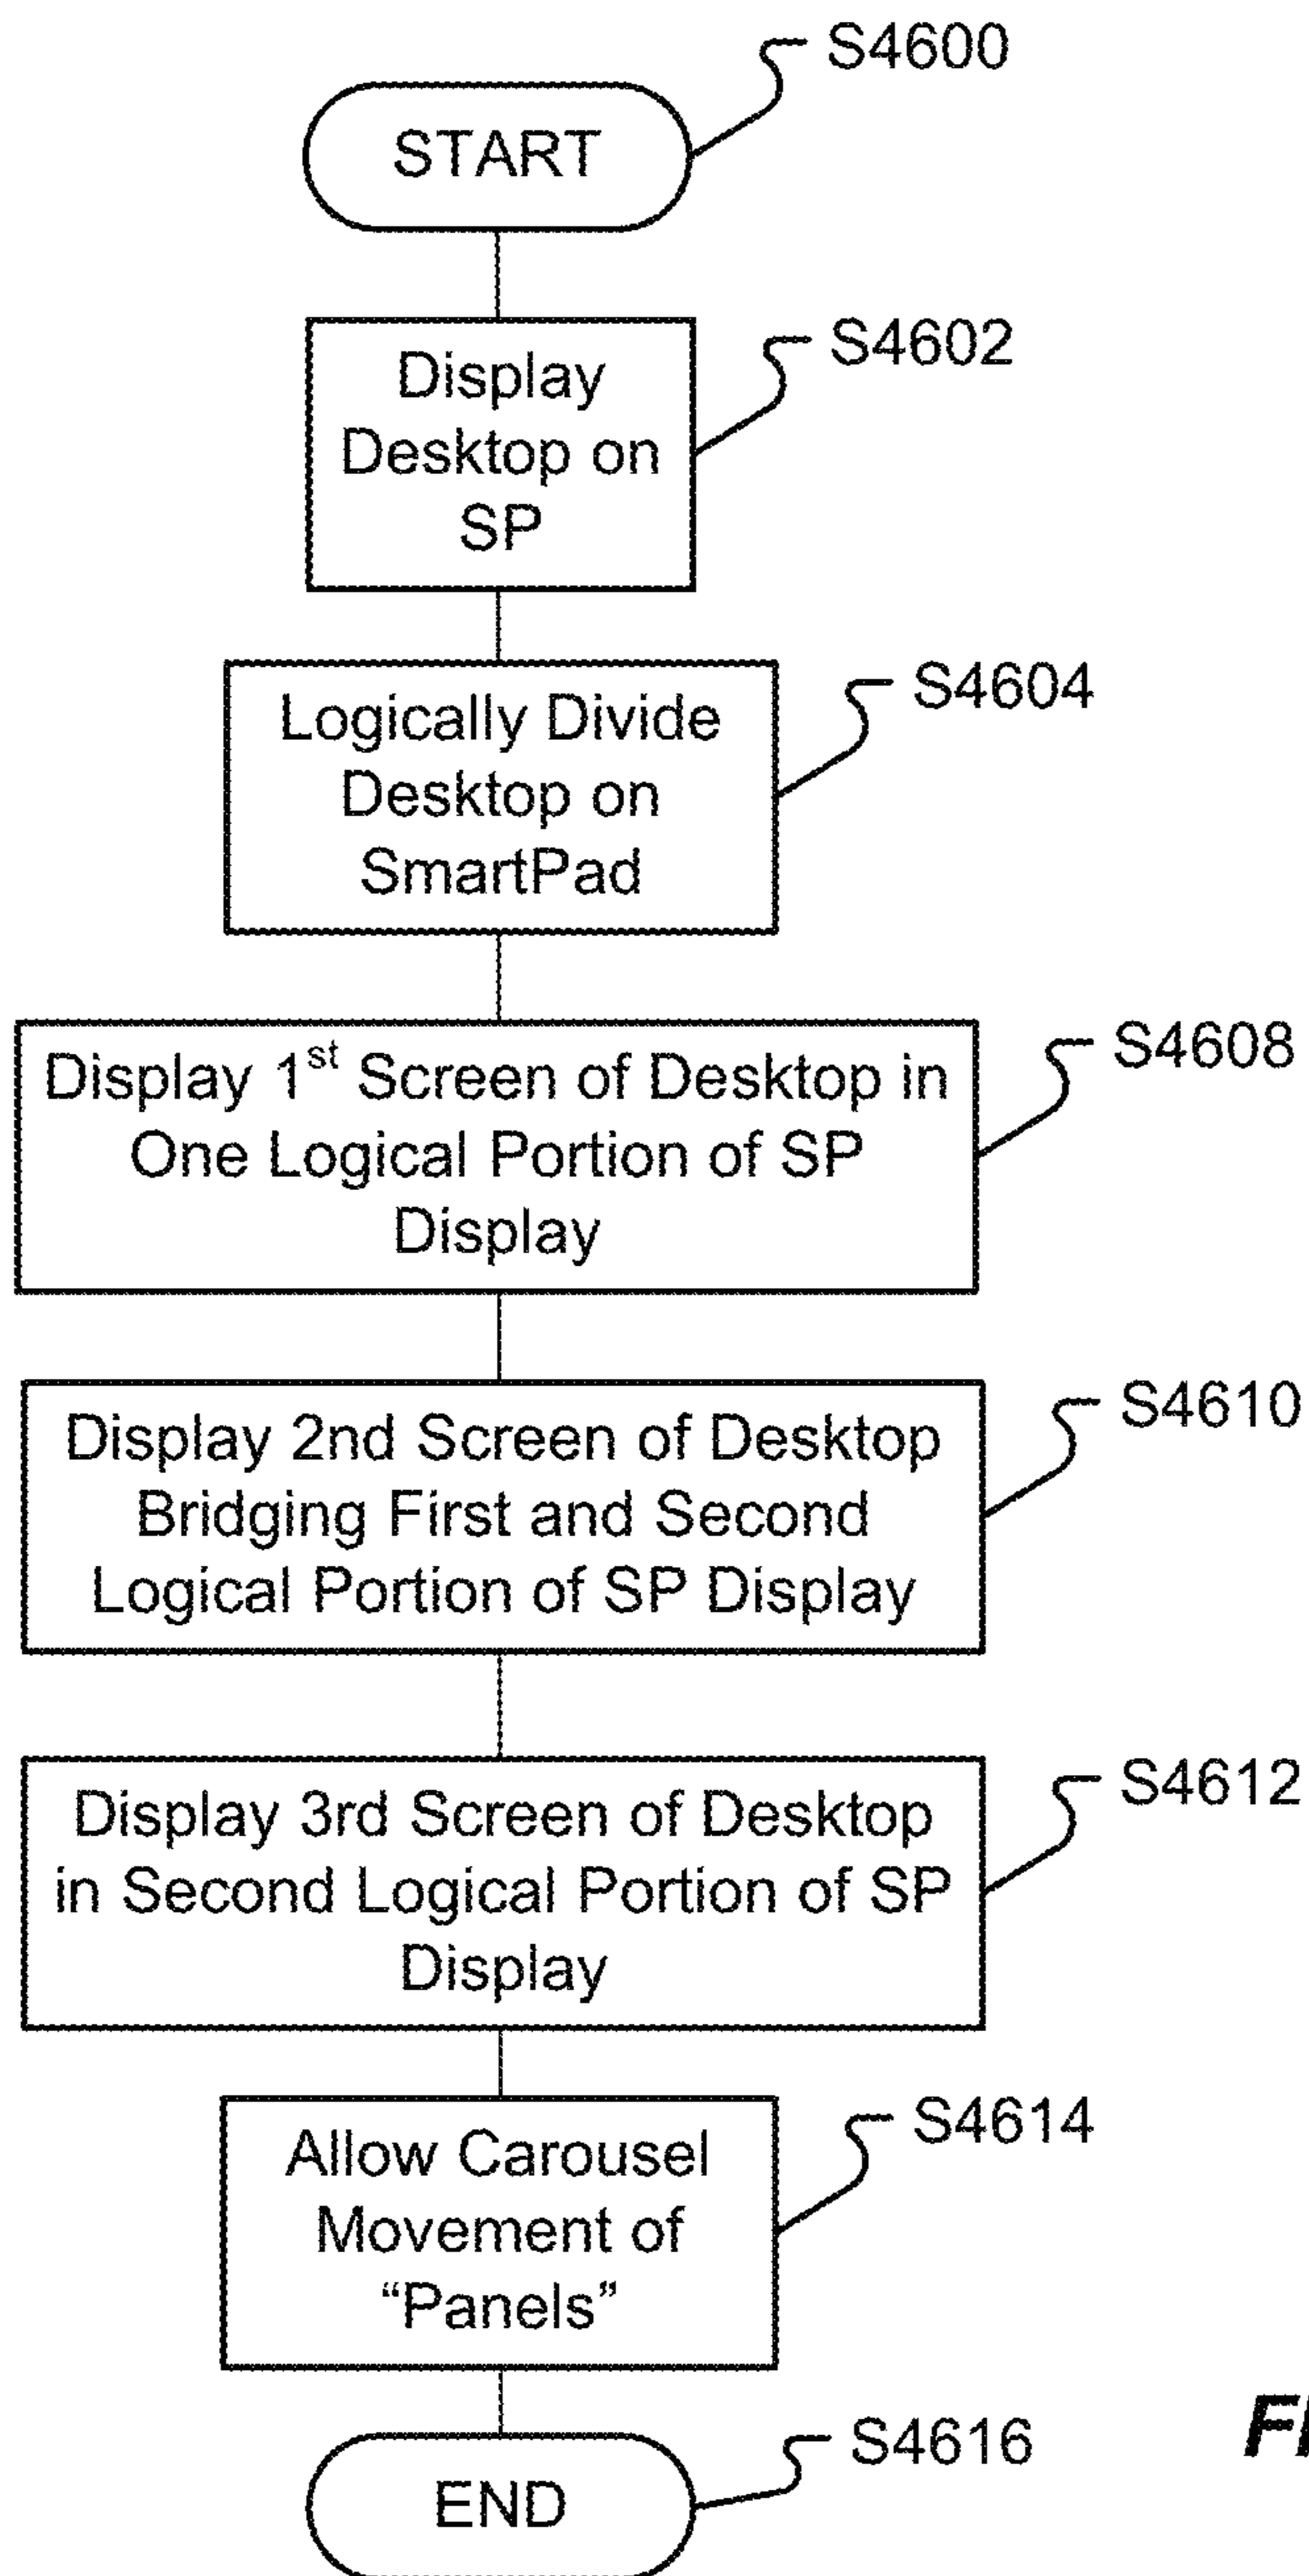 S4600
START
S4602
Display
Desktop on
SP
S4604
Logically Divide
Desktop on
SmartPad
S4608
Display 1st Screen of Desktop in
One Logical Portion of SP
Display
S4610
Display 2nd Screen of Desktop
Bridging First and Second
Logical Portion of SP Display
S4612
Display 3rd Screen of Desktop
in Second Logical Portion of SP
Display
S4614
Allow Carousel
Movement of
“Panels”
S4616
END